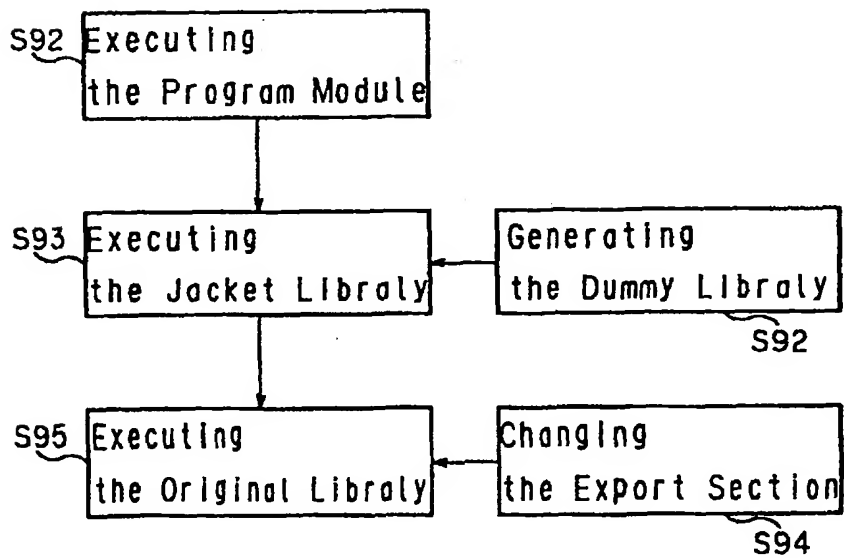 S92
Executing
the Program Module
S93
Executing
the Jacket Libraly
Generating
the Dummy Libraly
S92
S95
Executing
the Original Libraly
Changing
the Export Section
S94